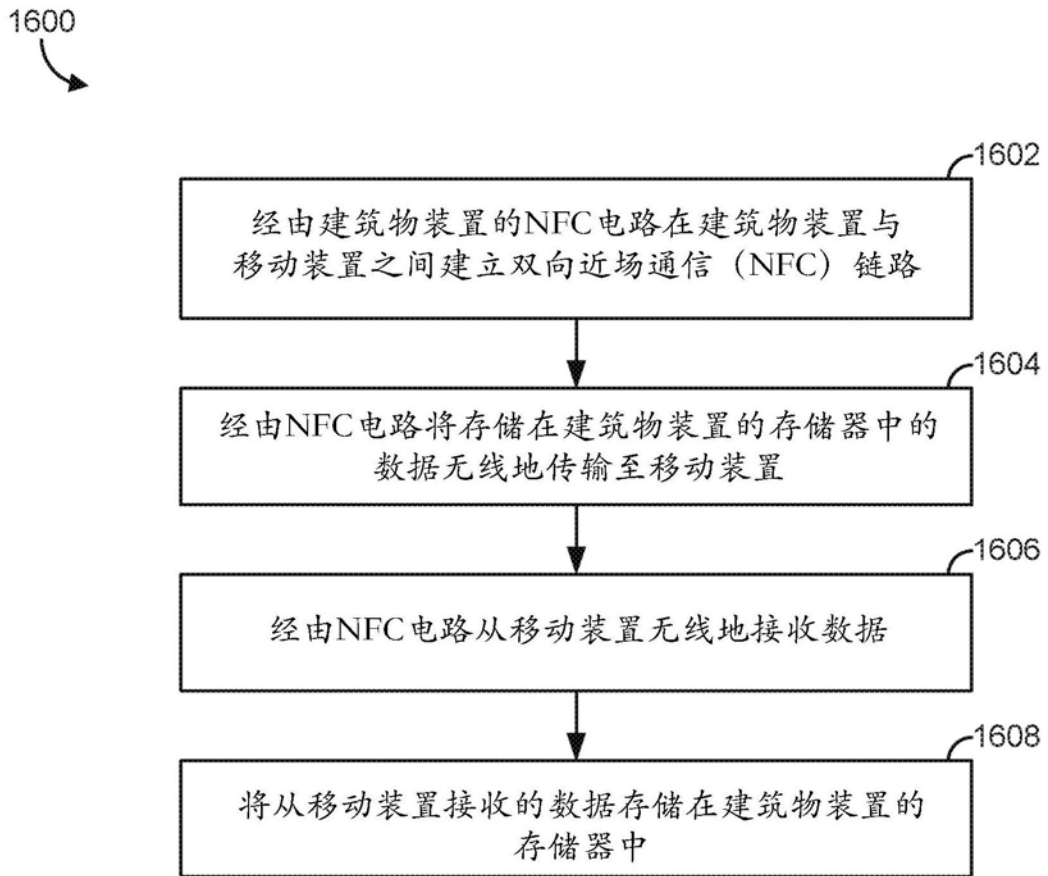 1600
1602
经由建筑物装置的NFC电路在建筑物装置与
移动装置之间建立双向近场通信（NFC）链路
1604
经由NFC电路将存储在建筑物装置的存储器中的
数据无线地传输至移动装置
1606
经由NFC电路从移动装置无线地接收数据
1608
将从移动装置接收的数据存储在建筑物装置的
存储器中